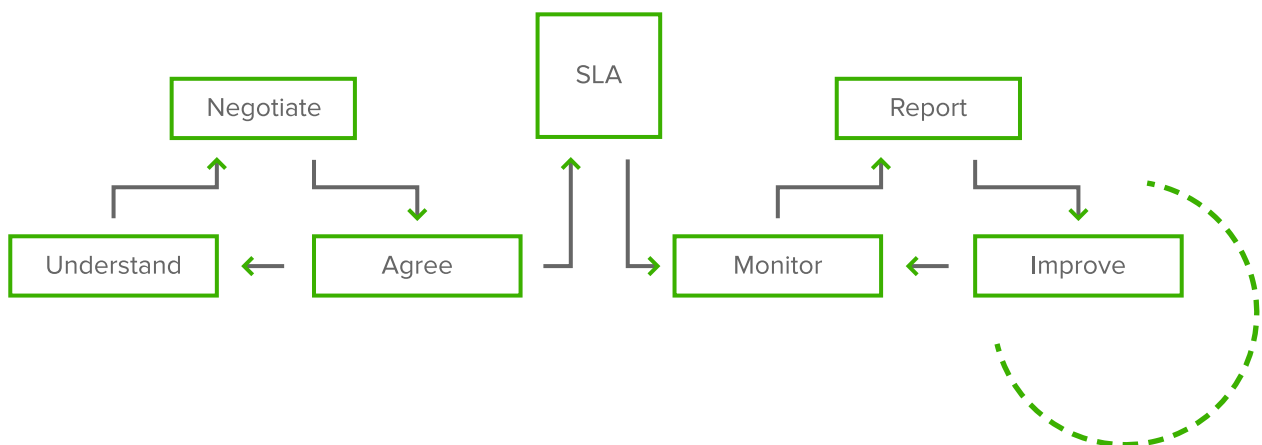 SLA
Negotiate
Report
Understand
Agree
Monitor
Improve